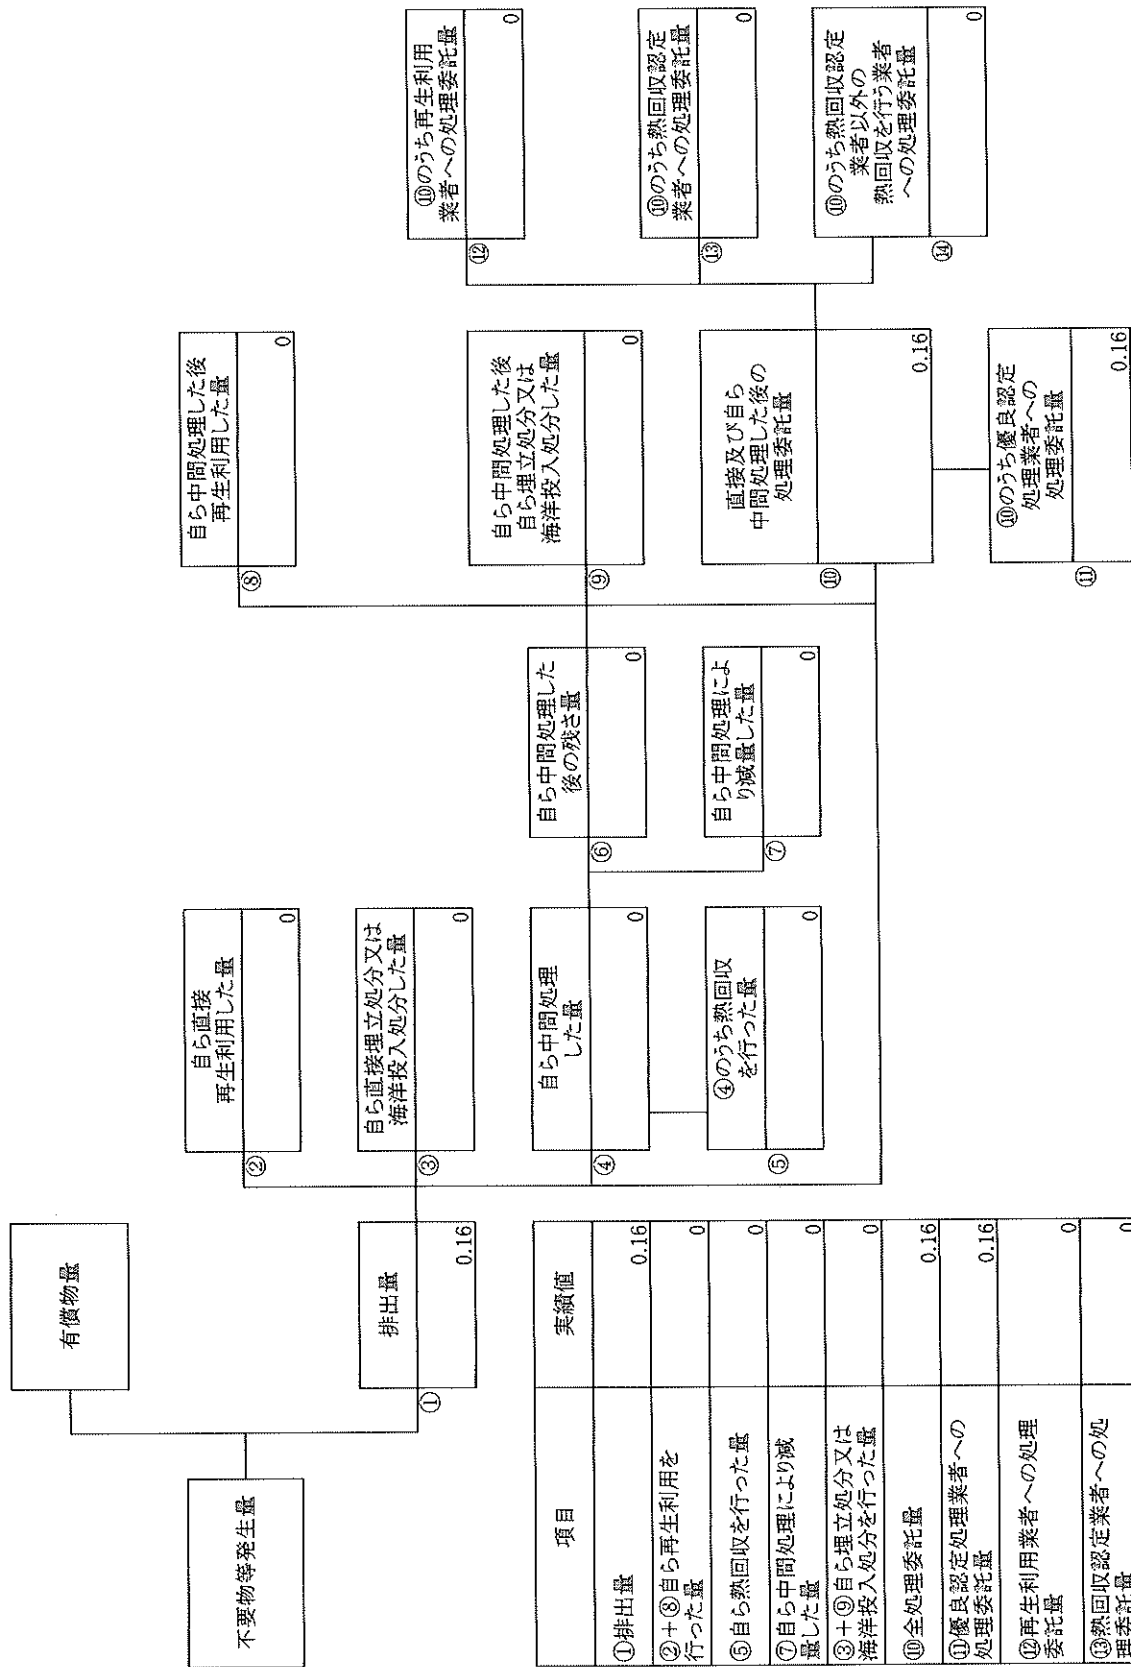 不要物等発生量
有償物量
①
排出量
0.16
②
自ら直接
再生利用した量
0
③
自ら直接埋立処分又は
海洋投入処分した量
0
④
自ら中間処理
した量
0
⑤
④のうち熱回収
を行った量
0
⑥
自ら中間処理した
後の残さ量
0
⑦
自ら中間処理によ
り減量した量
0
⑧
自ら中間処理した後
再生利用した量
0
⑨
自ら中間処理した後
自ら埋立処分又は
海洋投入処分した量
0
⑩
直接及び自ら
中間処理した後の
処理委託量
0.16
⑪
⑩のうち優良認定
処理業者への
処理委託量
0.16
⑫
⑩のうち再生利用
業者への処理委託量
0
⑬
⑩のうち熱回収認定
業者への処理委託量
0
⑭
⑩のうち熱回収認定
業者以外の
熱回収を行う業者
への処理委託量
0
項目 実績値
①排出量 0.16
②+⑧自ら再生利用を
行った量 0
⑤自ら熱回収を行った量 0
⑦自ら中間処理により減
量した量 0
③+⑨自ら埋立処分又は
海洋投入処分を行った量 0
⑩全処理委託量 0.16
⑪優良認定処理業者への
処理委託量 0.16
⑫再生利用業者への処理
委託量 0
⑬熱回収認定業者への処
理委託量 0